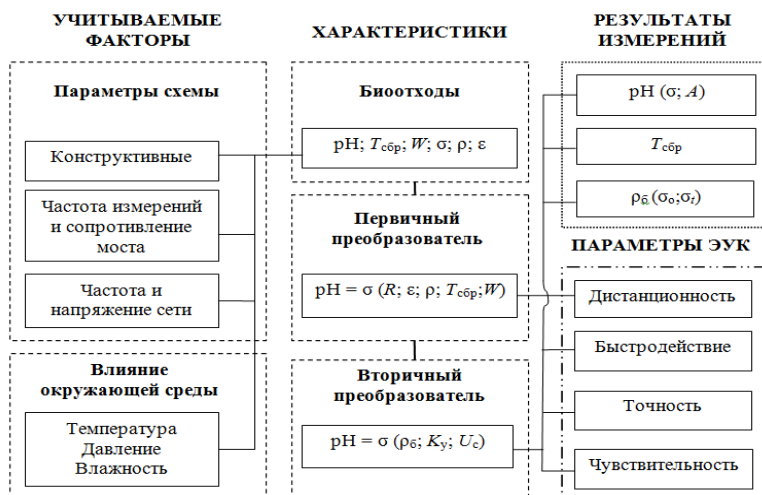 УЧИТЫВАЕМЫЕ
ФАКТОРЫ
Параметры схемы
Конструктивные
Частота измерений
и сопротивление
моста
Частота и
напряжение сети
Влияние
окружающей среды
Температура
Давление
Влажность
ХАРАКТЕРИСТИКИ
Биоотходы
pH; Tсбр; W; σ; ρ; ε
Первичный
преобразователь
pH = σ (R; ε; ρ; Tсбр;W)
Вторичный
преобразователь
pH = σ (ρб; Kу; Uс)
РЕЗУЛЬТАТЫ
ИЗМЕРЕНИЙ
pH (σ; A)
Tсбр
ρб (σо;σt)
ПАРАМЕТРЫ ЭУК
Дистанционность
Быстродействие
Точность
Чувствительность